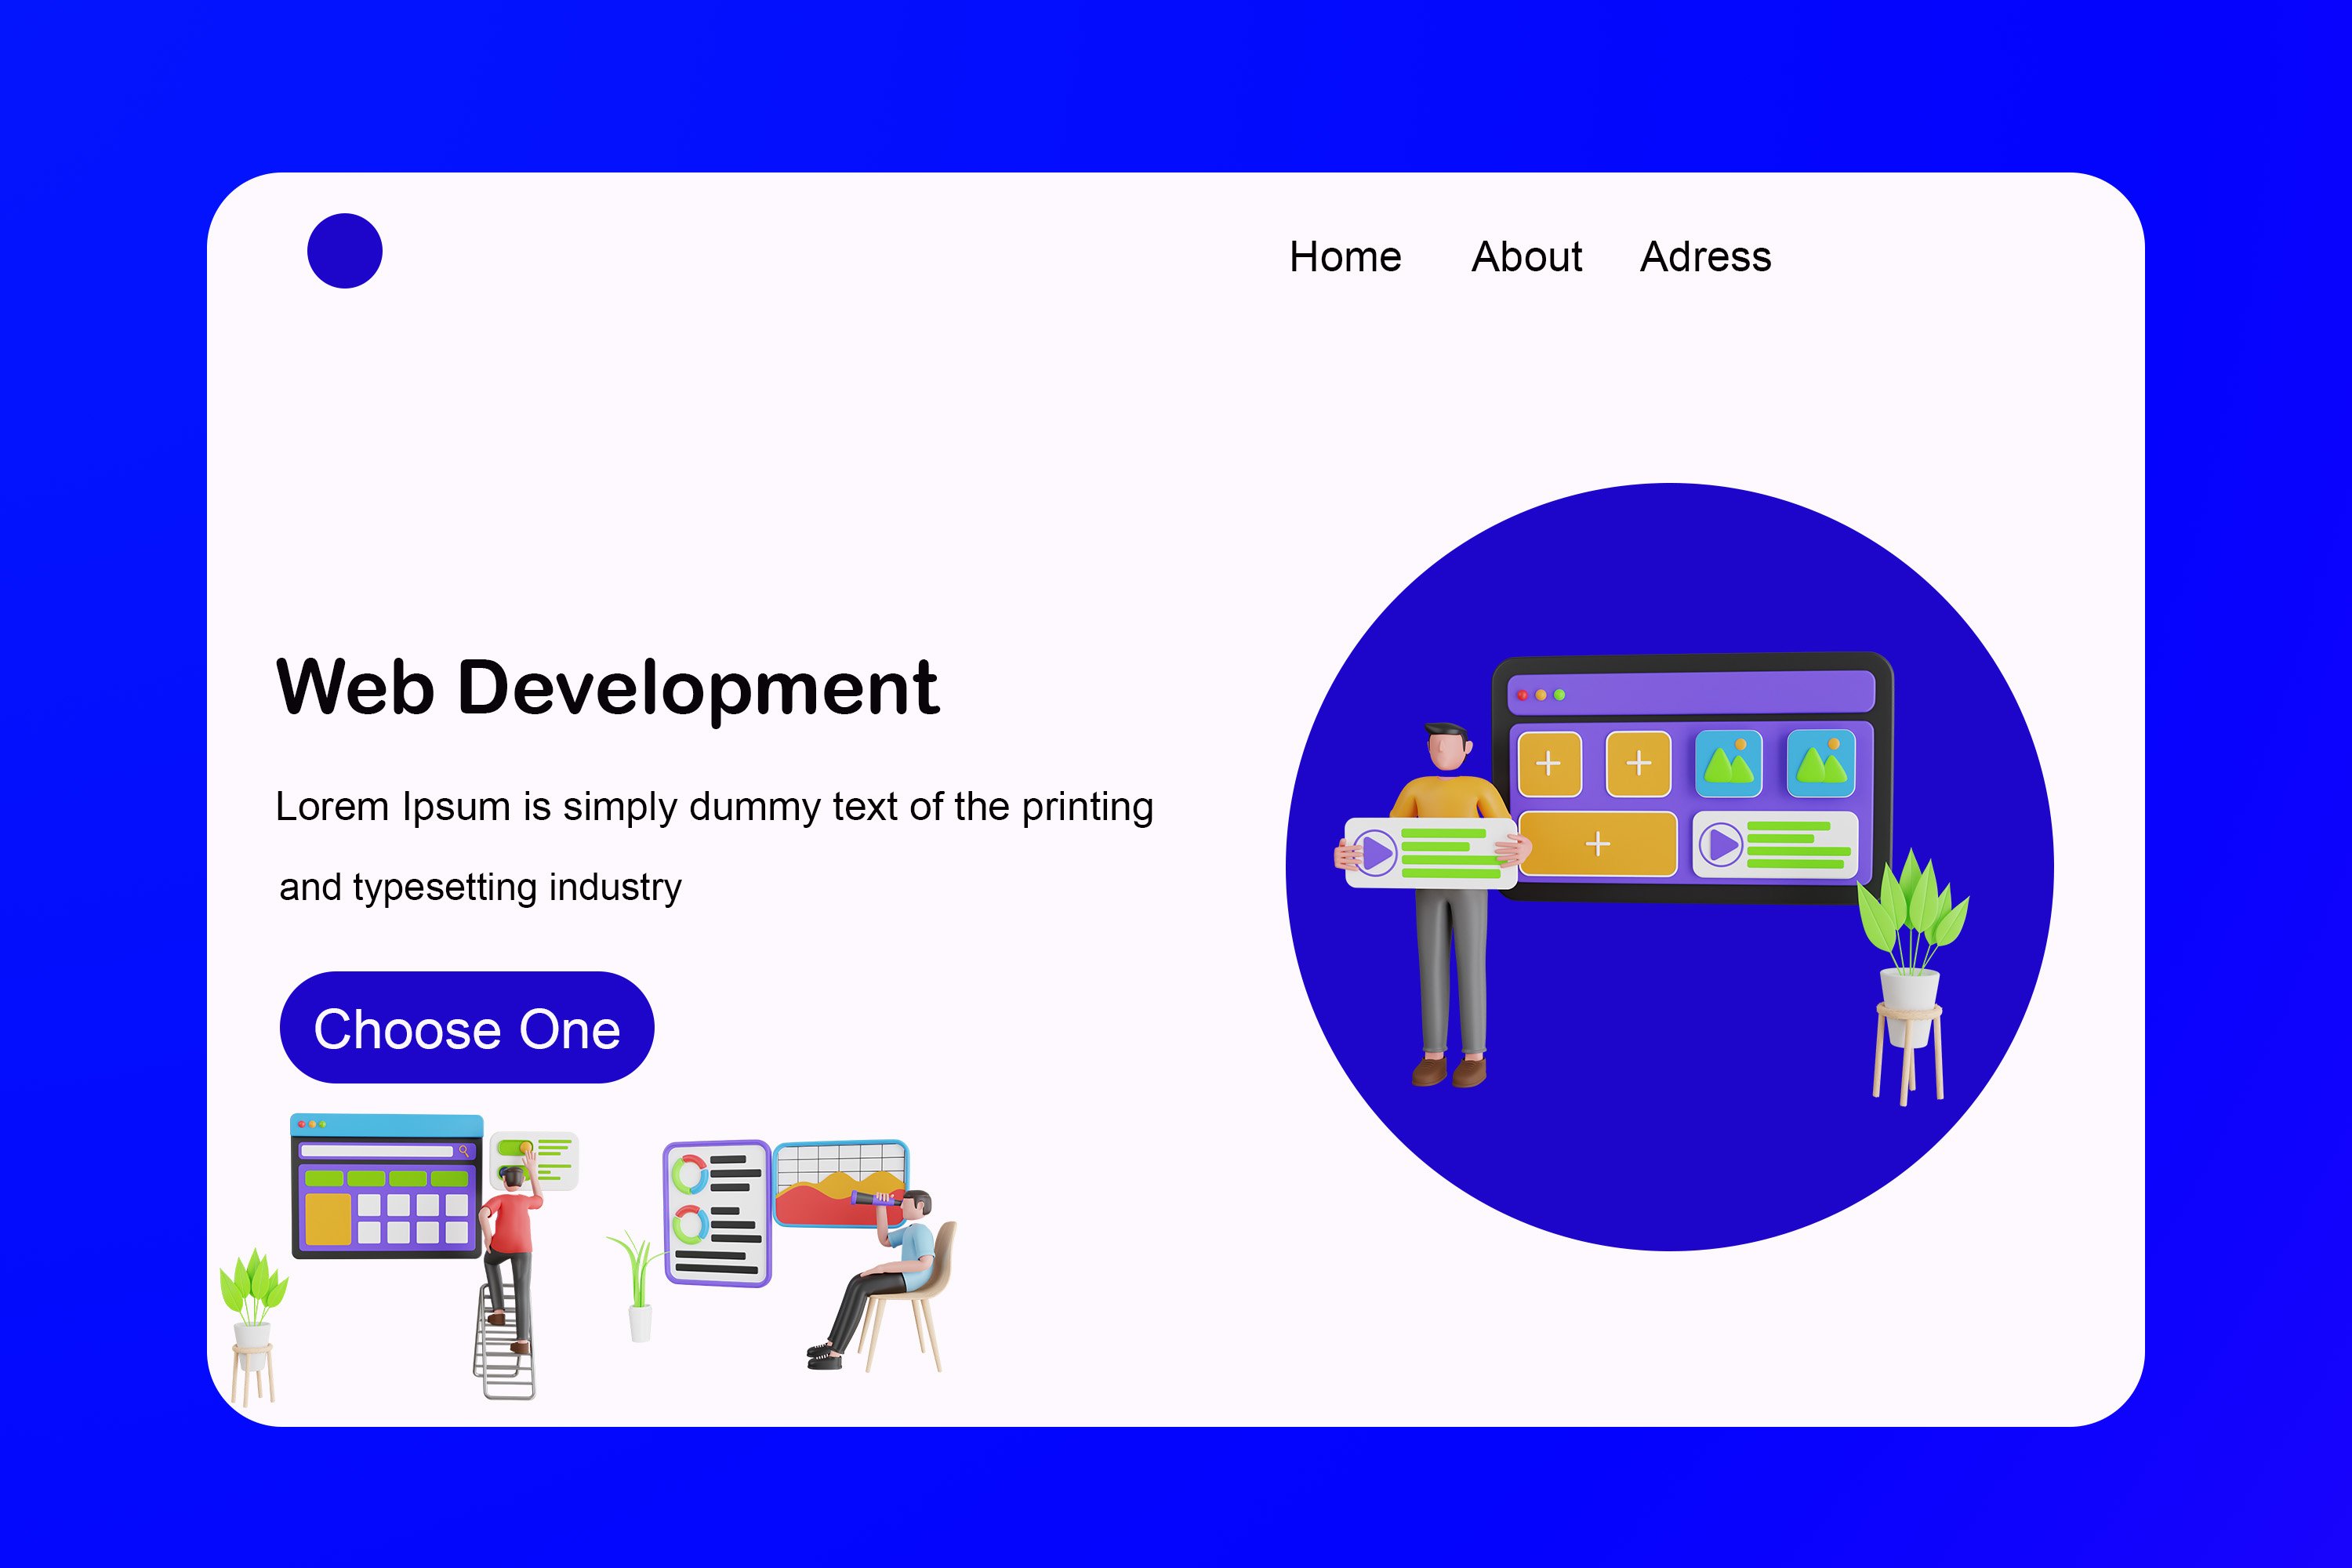 Home About Adress
Web Development
Lorem Ipsum is simply dummy text of the printing
and typesetting industry
Choose One